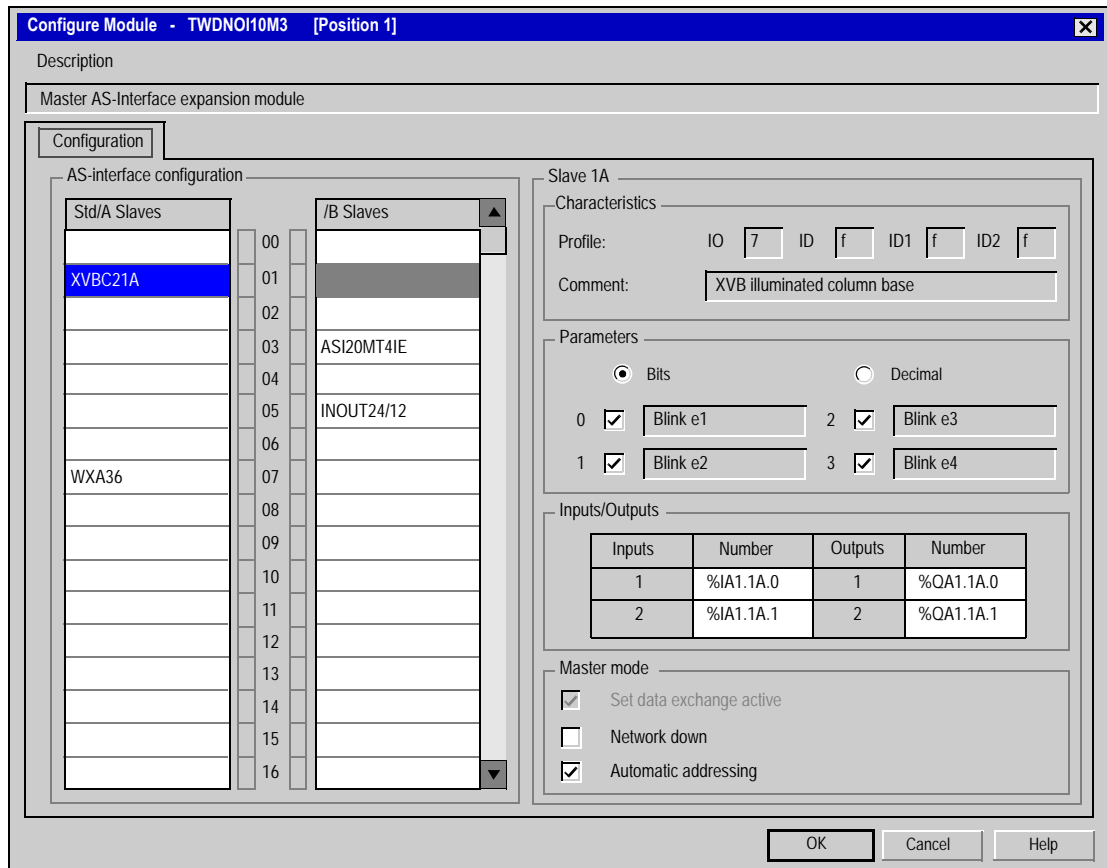 Configure Module - TWDNOI10M3 [Position 1]
Description
Master AS-Interface expansion module
Configuration
AS-interface configuration
Std/A Slaves /B Slaves
00
XVBC21A 01
02
03 ASI20MT4IE
04
05 INOUT24/12
06
WXA36 07
08
09
10
11
12
13
14
15
16
Slave 1A
Characteristics
Profile: IO 7 ID f ID1 f ID2 f
Comment: XVB illuminated column base
Parameters
Bits Decimal
0 Blink e1 2 Blink e3
1 Blink e2 3 Blink e4
Inputs/Outputs
Inputs Number Outputs Number
1 %IA1.1A.0 1 %QA1.1A.0
2 %IA1.1A.1 2 %QA1.1A.1
Master mode
Set data exchange active
Network down
Automatic addressing
OK Cancel Help